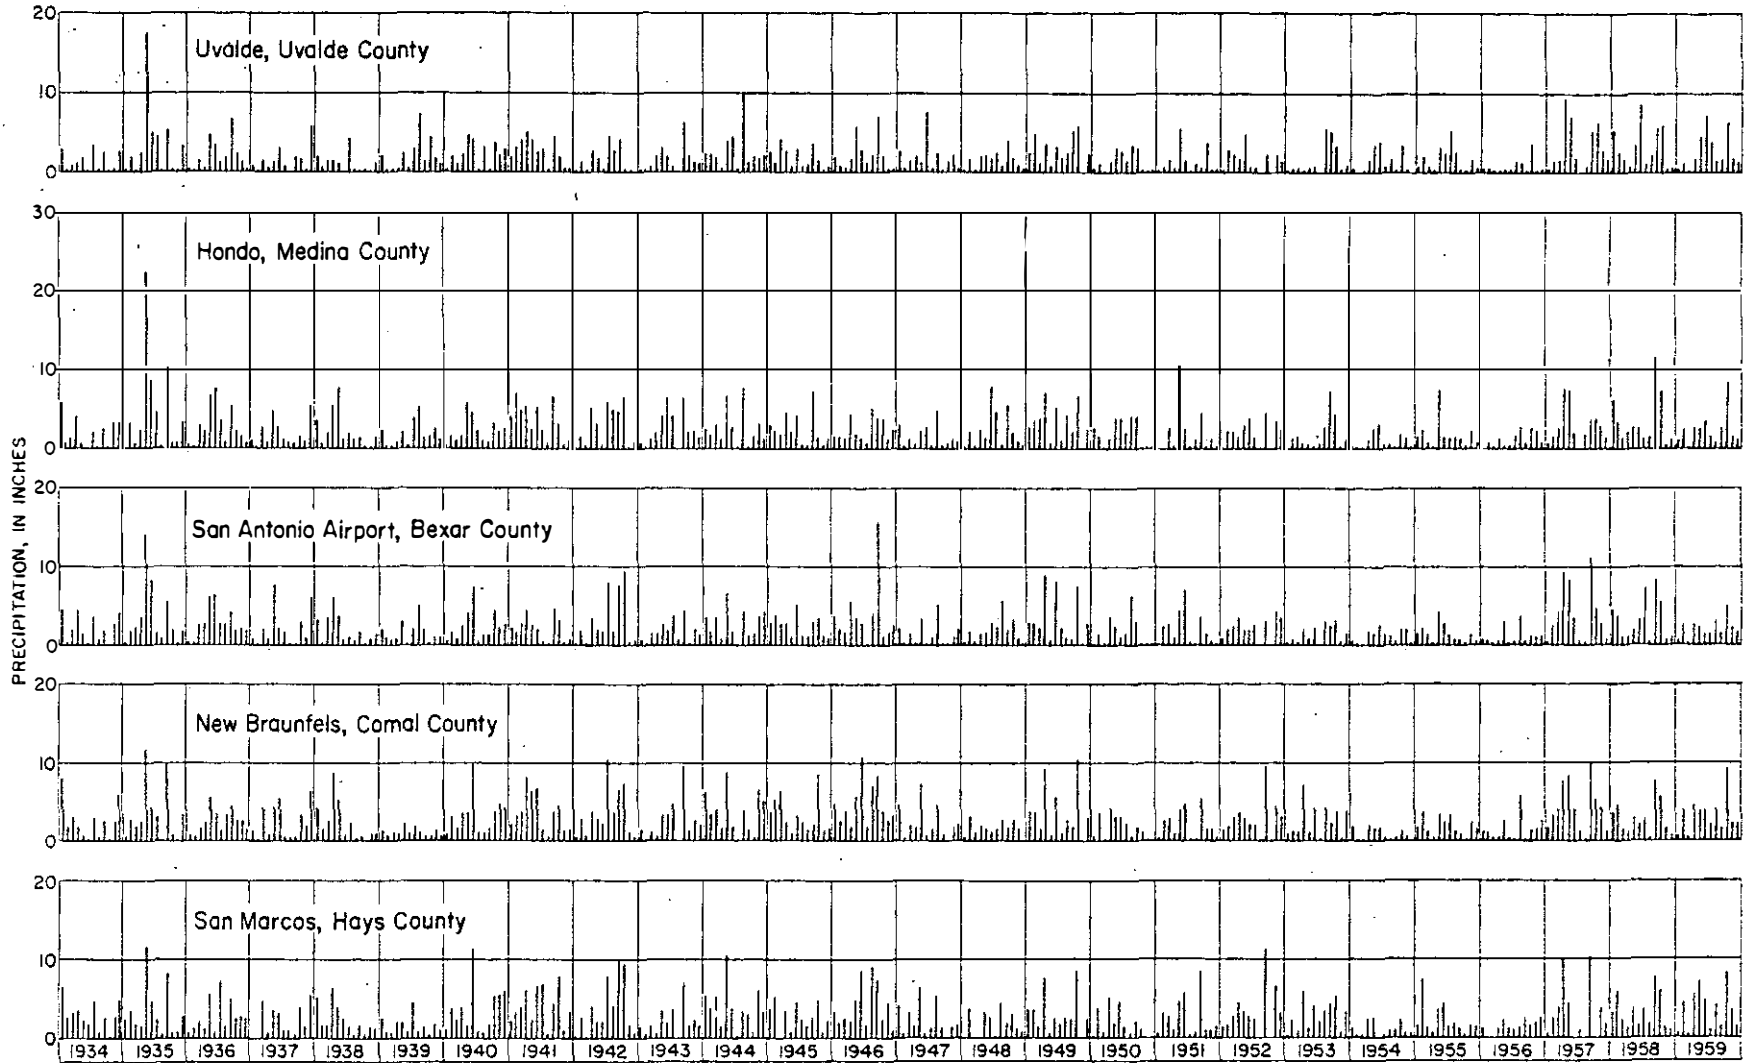 PRECIPITATION, IN INCHES
20
Uvalde, Uvalde County
10
0
30
Hondo, Medina County
20
10
0
20
San Antonio Airport, Bexar County
10
0
20
New Braunfels, Comal County
10
0
20
San Marcos, Hays County
10
0
1934 1935 1936 1937 1938 1939 1940 1941 1942 1943 1944 1945 1946 1947 1948 1949 1950 1951 1952 1953 1954 1955 1956 1957 1958 1959